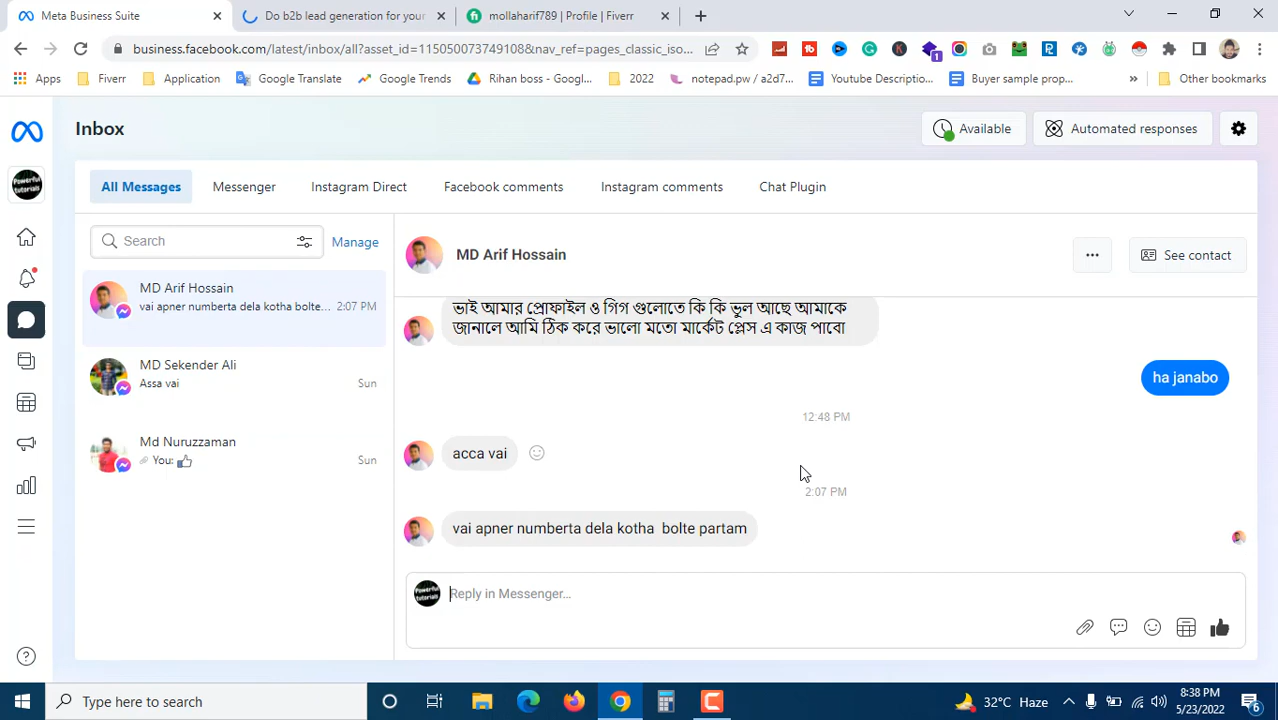 Meta Business Suite
Do b2b lead generation for your
mollaharif789 | Profile | Fiverr
business.facebook.com/latest/inbox/all?asset_id=115050073749108&nav_ref=pages_classic_iso...
Apps
Fiverr
Application
Google Translate
Google Trends
Rihan boss - Googl...
2022
notepad.pw / a2d7...
Youtube Descriptio...
Buyer sample prop...
»
Other bookmarks
1
Inbox
Available
Automated responses
Powerful
tutorials
All Messages
Messenger
Instagram Direct
Facebook comments
Instagram comments
Chat Plugin
Search
Manage
MD Arif Hossain
vai apner numberta dela kotha bolte...
2:07 PM
MD Sekender Ali
Assa vai
Sun
Md Nuruzzaman
You:
Sun
MD Arif Hossain
See contact
ভাই আমার প্রোফাইল ও গিগ গুলোতে কি কি ভুল আছে আমাকে
জানালে আমি ঠিক করে ভালো মতো মার্কেট প্লেস এ কাজ পাবো
ha janabo
12:48 PM
acca vai
2:07 PM
vai apner numberta dela kotha bolte partam
Powerful
tutorials
Reply in Messenger...
Type here to search
32°C Haze
8:38 PM
5/23/2022
6